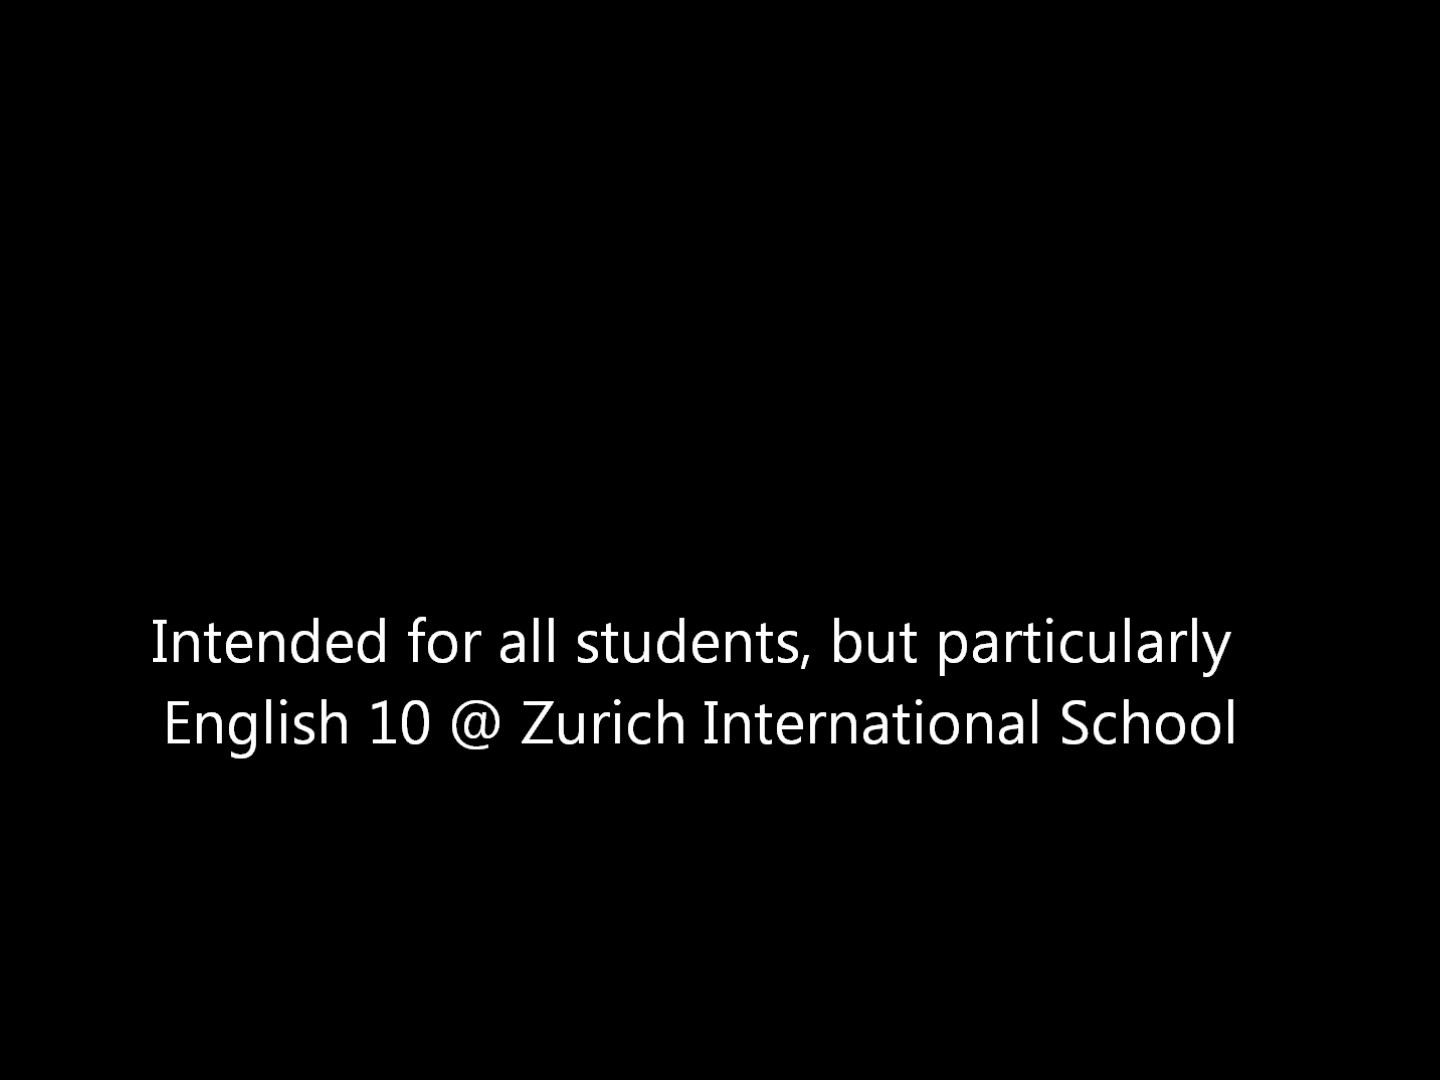 Intended for all students, but particularly
English 10 @ Zurich International School